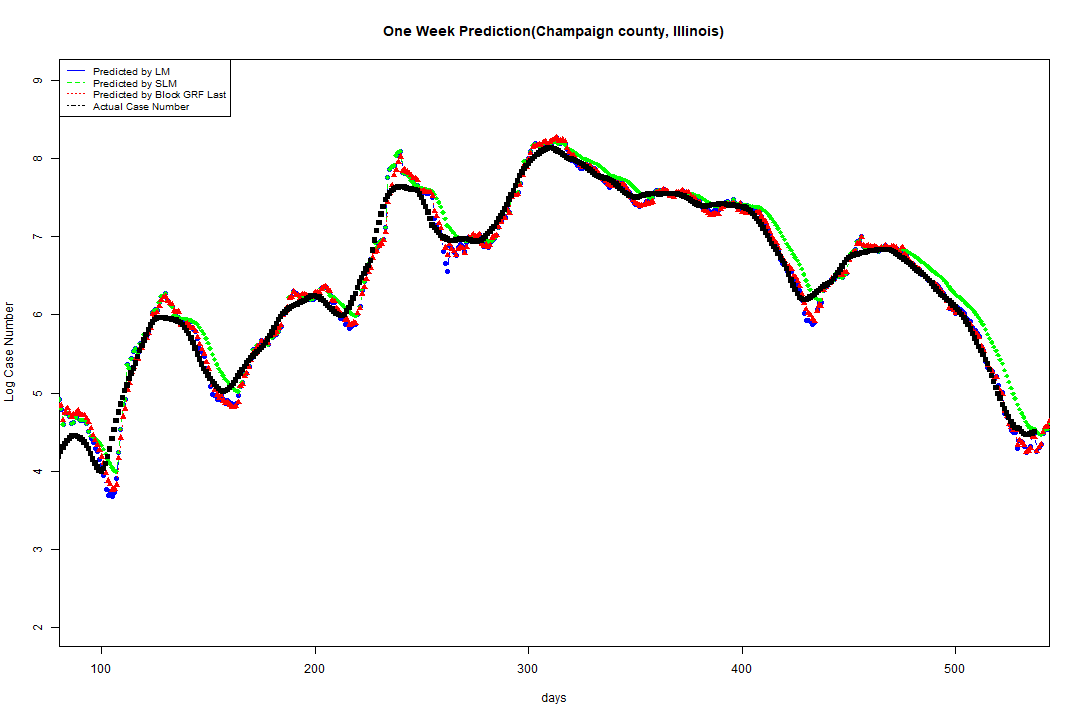 One Week Prediction(Champaign county, Illinois)
Predicted by LM
Predicted by SLM
Predicted by Block GRF Last
Actual Case Number
9
8
7
6
5
4
3
2
Log Case Number
100 200 300 400 500
days